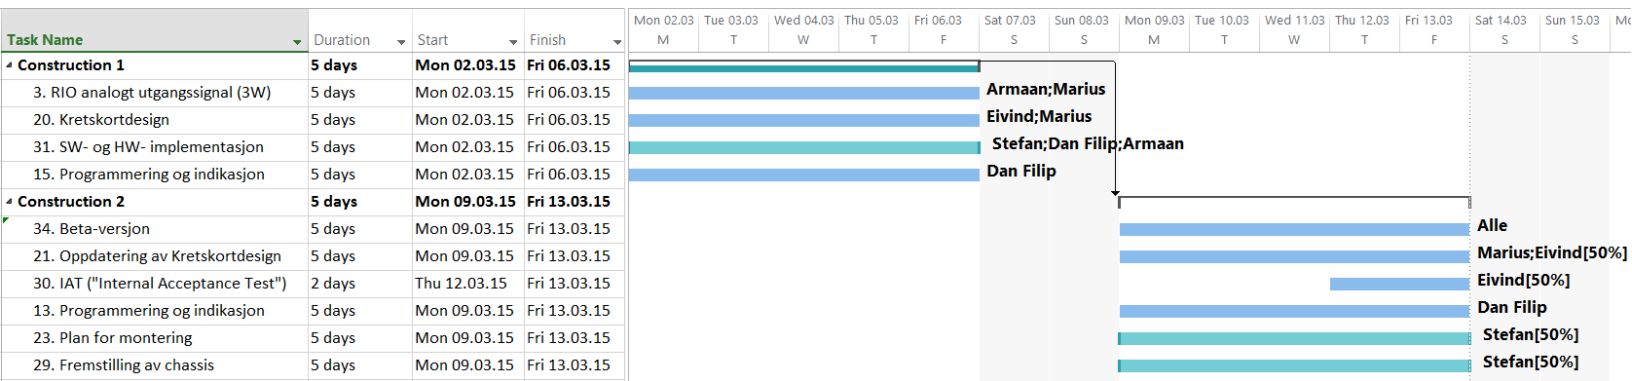 Mon 02.03 Tue 03.03 Wed 04.03 Thu 05.03 Fri 06.03 Sat 07.03 Sun 08.03 Mon 09.03 Tue 10.03 Wed 11.03 Thu 12.03 Fri 13.03 Sat 14.03 Sun 15.03 Mo
Task Name Duration Start Finish M T W T F S S M T W T F S S
Construction 1 5 days Mon 02.03.15 Fri 06.03.15
3. RIO analogt utgangssignal (3W) 5 days Mon 02.03.15 Fri 06.03.15 Armaan;Marius
20. Kretskortdesign 5 days Mon 02.03.15 Fri 06.03.15 Eivind;Marius
31. SW- og HW- implementasjon 5 days Mon 02.03.15 Fri 06.03.15 Stefan;Dan Filip;Armaan
15. Programmering og indikasjon 5 days Mon 02.03.15 Fri 06.03.15 Dan Filip
Construction 2 5 days Mon 09.03.15 Fri 13.03.15
34. Beta-versjon 5 days Mon 09.03.15 Fri 13.03.15 Alle
21. Oppdatering av Kretskortdesign 5 days Mon 09.03.15 Fri 13.03.15 Marius;Eivind[50%]
30. IAT ("Internal Acceptance Test") 2 days Thu 12.03.15 Fri 13.03.15 Eivind[50%]
13. Programmering og indikasjon 5 days Mon 09.03.15 Fri 13.03.15 Dan Filip
23. Plan for montering 5 days Mon 09.03.15 Fri 13.03.15 Stefan[50%]
29. Fremstilling av chassis 5 days Mon 09.03.15 Fri 13.03.15 Stefan[50%]